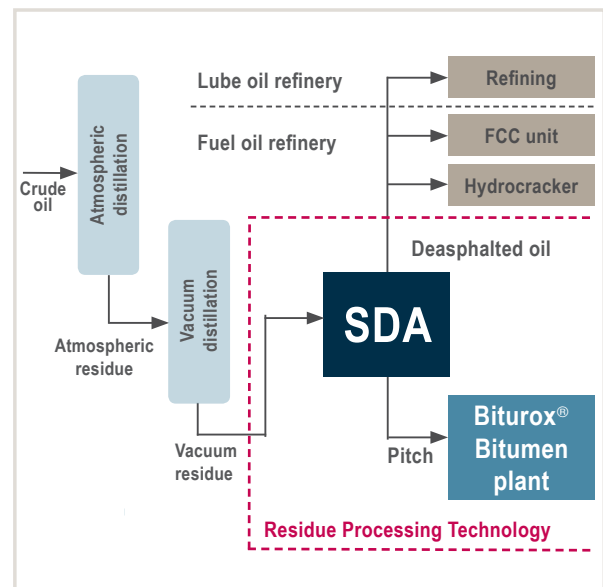 Lube oil refinery
Refining
Fuel oil refinery
FCC unit
Hydrocracker
Crude
oil
Atmospheric
distillation
Deasphalted oil
Vacuum
distillation
SDA
Atmospheric
residue
Biturox®
Bitumen
plant
Vacuum
residue
Pitch
Residue Processing Technology